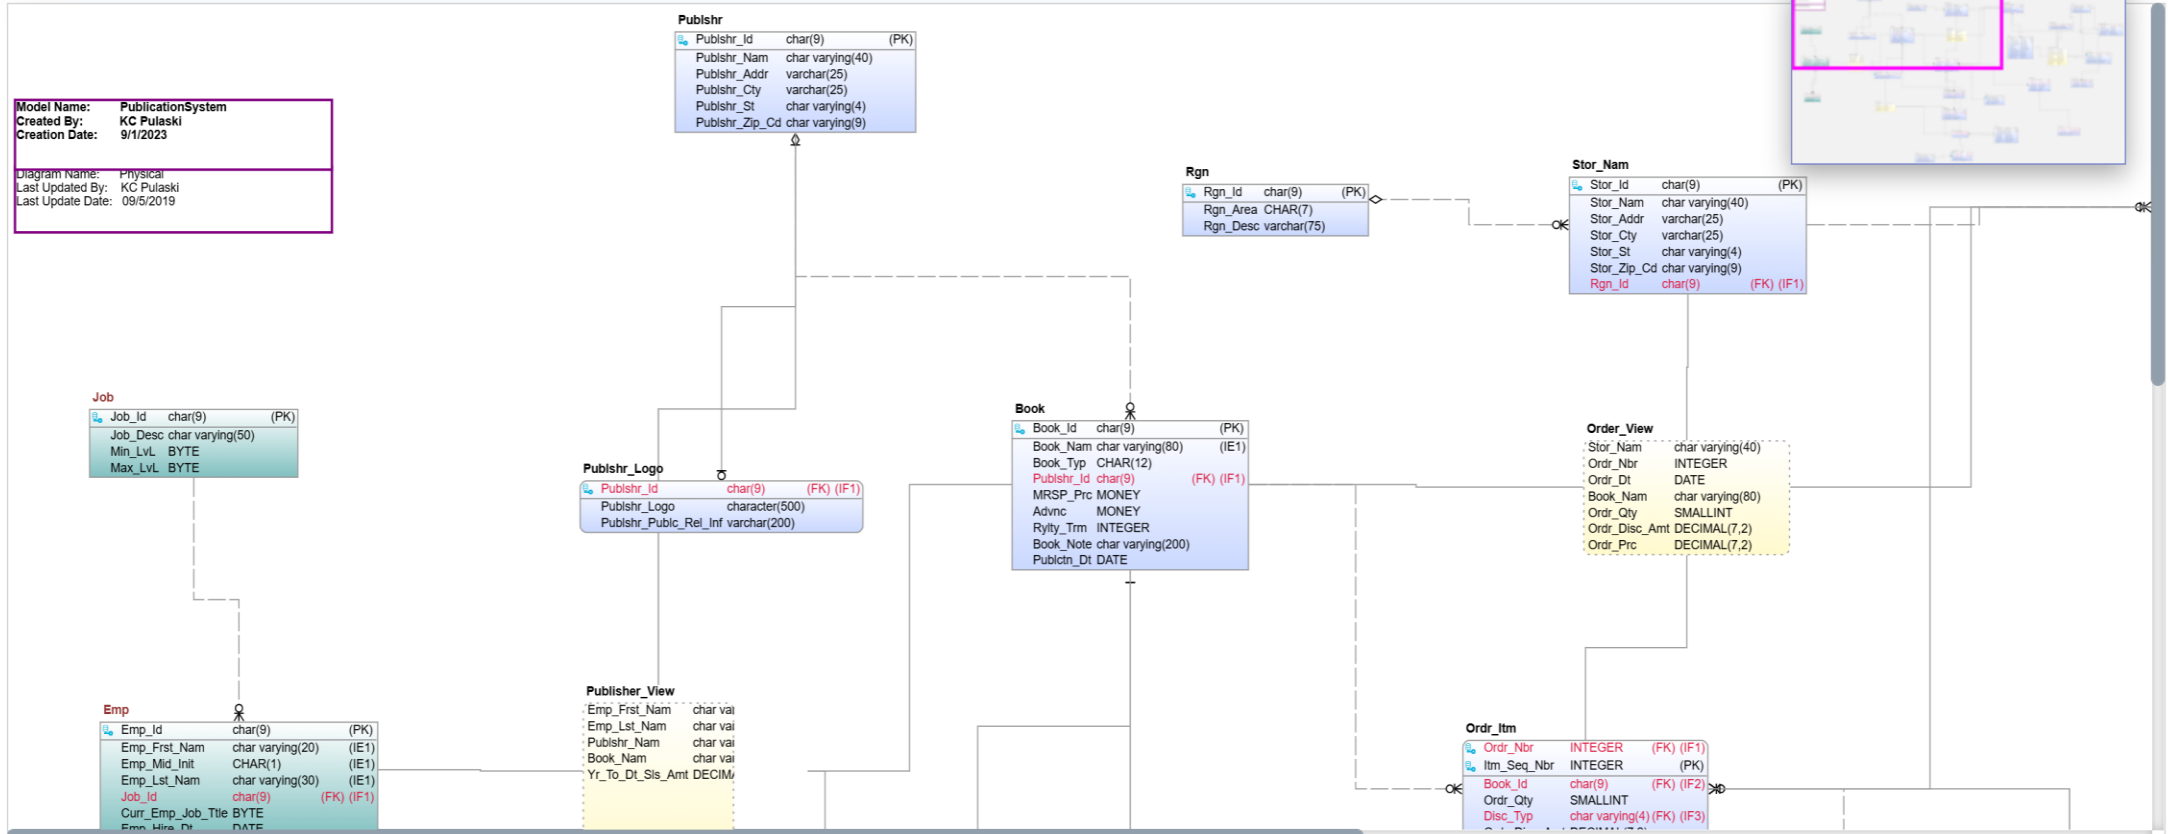 Publshr
Publshr_Id char(9) (PK)
Publshr_Nam char varying(40)
Publshr_Addr varchar(25)
Publshr_Cty varchar(25)
Publshr_St char varying(4)
Publshr_Zip_Cd char varying(9)
Model Name: PublicationSystem
Created By: KC Pulaski
Creation Date: 9/1/2023
Diagram Name: Physical
Last Updated By: KC Pulaski
Last Update Date: 09/5/2019
Rgn
Rgn_Id char(9) (PK)
Rgn_Area CHAR(7)
Rgn_Desc varchar(75)
Stor_Nam
Stor_Id char(9) (PK)
Stor_Nam char varying(40)
Stor_Addr varchar(25)
Stor_Cty varchar(25)
Stor_St char varying(4)
Stor_Zip_Cd char varying(9)
Rgn_Id char(9) (FK) (IF1)
Job
Job_Id char(9) (PK)
Job_Desc char varying(50)
Min_LvL BYTE
Max_LvL BYTE
Publshr_Logo
Publshr_Id char(9) (FK) (IF1)
Publshr_Logo character(500)
Publshr_Publc_Rel_Inf varchar(200)
Book
Book_Id char(9) (PK)
Book_Nam char varying(80) (IE1)
Book_Typ CHAR(12)
Publshr_Id char(9) (FK) (IF1)
MRSP_Prc MONEY
Advnc MONEY
Rylty_Trm INTEGER
Book_Note char varying(200)
Publctn_Dt DATE
Order_View
Stor_Nam char varying(40)
Ordr_Nbr INTEGER
Ordr_Dt DATE
Book_Nam char varying(80)
Ordr_Qty SMALLINT
Ordr_Disc_Amt DECIMAL(7,2)
Ordr_Prc DECIMAL(7,2)
Emp
Emp_Id char(9) (PK)
Emp_Frst_Nam char varying(20) (IE1)
Emp_Mid_Init CHAR(1) (IE1)
Emp_Lst_Nam char varying(30) (IE1)
Job_Id char(9) (FK) (IF1)
Curr_Emp_Job_Ttle BYTE
Emp_Hire_Dt DATE
Publisher_View
Emp_Frst_Nam char va
Emp_Lst_Nam char va
Publshr_Nam char va
Book_Nam char va
Yr_To_Dt_Sls_Amt DECIM
Ordr_Itm
Ordr_Nbr INTEGER (FK) (IF1)
Itm_Seq_Nbr INTEGER (PK)
Book_Id char(9) (FK) (IF2)
Ordr_Qty SMALLINT
Disc_Typ char varying(4) (FK) (IF3)